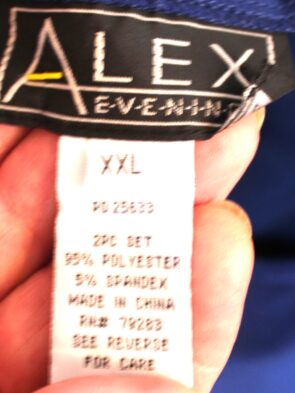 ALEX
E-V-E-N-I-N
XXL
PO 25633
2PC SET
95% POLYESTER
5% SPANDEX
MADE IN CHINA
RN# 79283
SEE REVERSE
FOR CARE